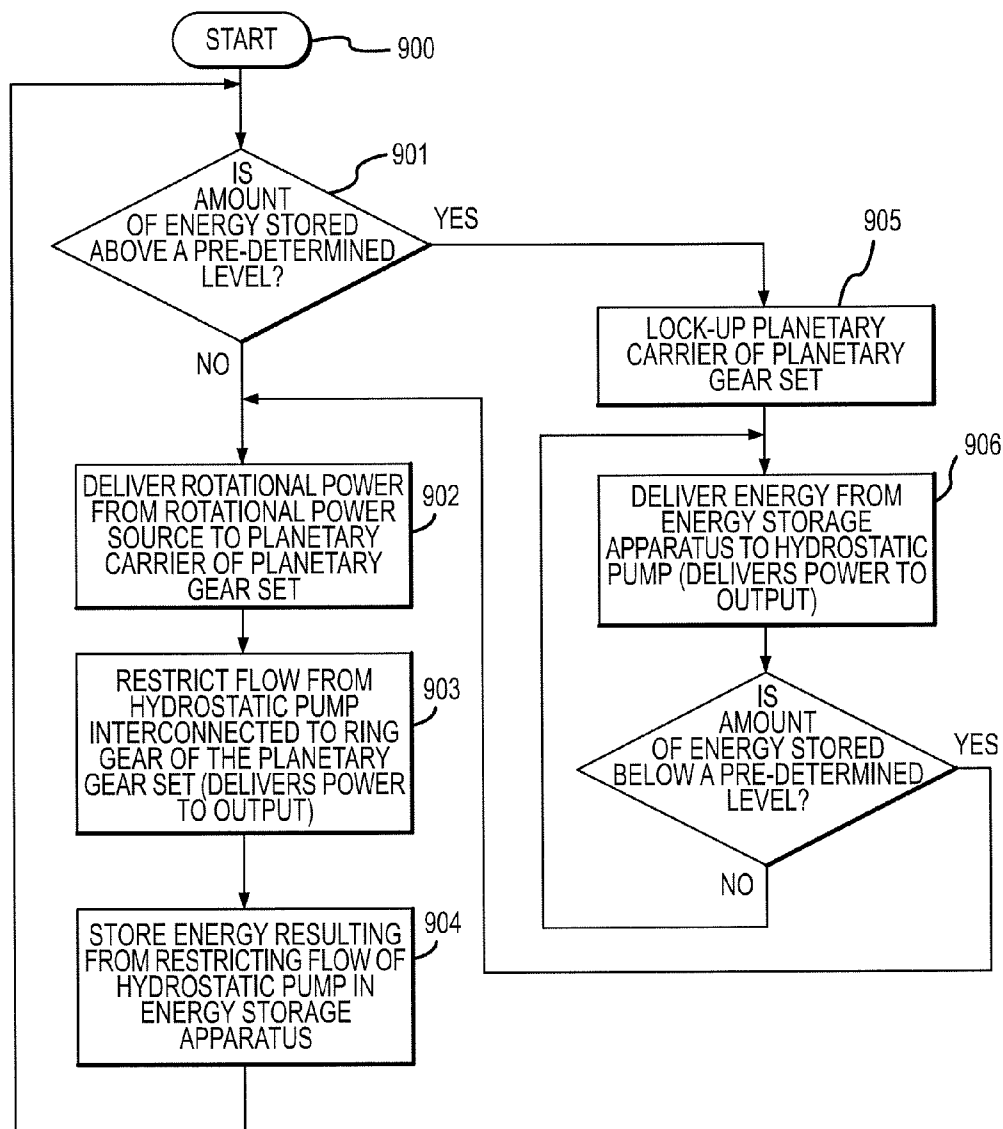 START
900
901
IS
AMOUNT
OF ENERGY STORED
ABOVE A PRE-DETERMINED
LEVEL?
YES
NO
905
LOCK-UP PLANETARY
CARRIER OF PLANETARY
GEAR SET
902
DELIVER ROTATIONAL POWER
FROM ROTATIONAL POWER
SOURCE TO PLANETARY
CARRIER OF PLANETARY
GEAR SET
906
DELIVER ENERGY FROM
ENERGY STORAGE
APPARATUS TO HYDROSTATIC
PUMP (DELIVERS POWER TO
OUTPUT)
903
RESTRICT FLOW FROM
HYDROSTATIC PUMP
INTERCONNECTED TO RING
GEAR OF THE PLANETARY
GEAR SET (DELIVERS POWER
TO OUTPUT)
IS
AMOUNT
OF ENERGY STORED
BELOW A PRE-DETERMINED
LEVEL?
YES
NO
904
STORE ENERGY RESULTING
FROM RESTRICTING FLOW OF
HYDROSTATIC PUMP IN
ENERGY STORAGE
APPARATUS